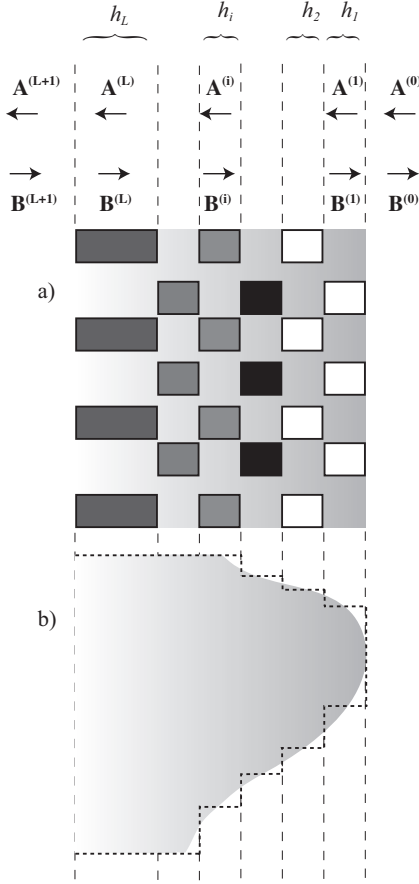 h_L h_i h_2 h_1
A^(L+1) A^(L) A^(i) A^(1) A^(0)
B^(L+1) B^(L) B^(i) B^(1) B^(0)
a)
b)